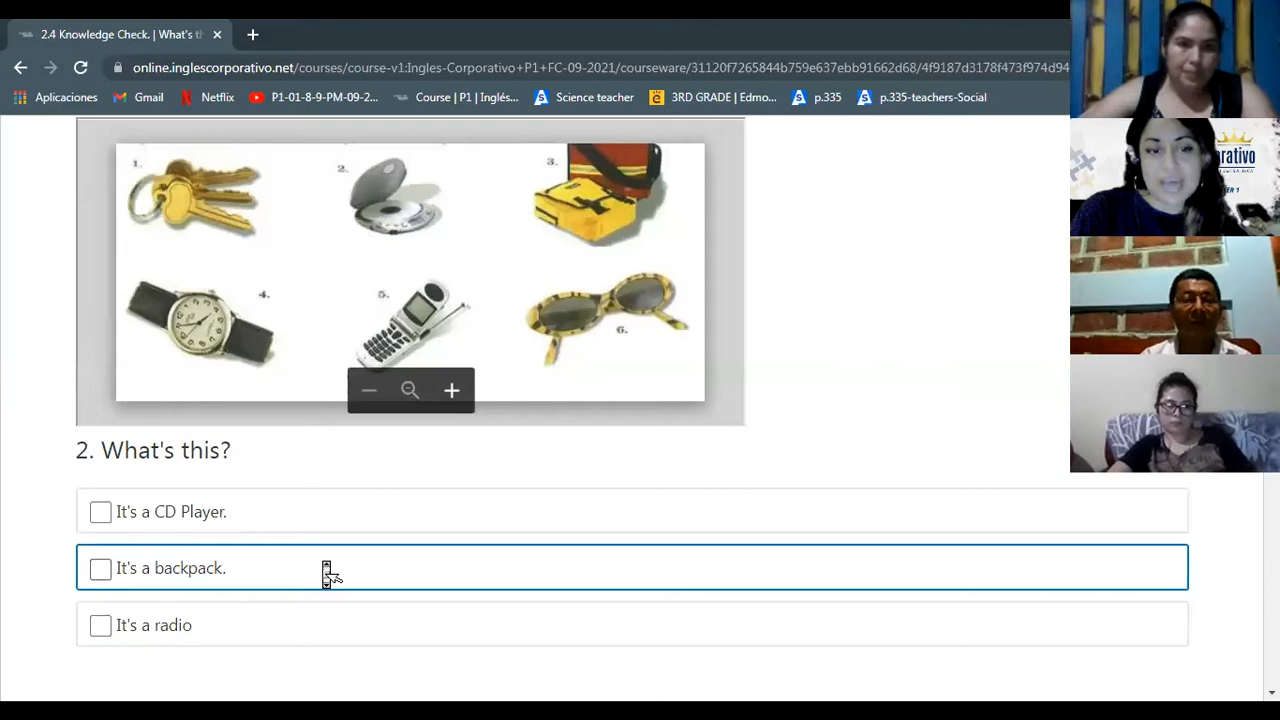 2.4 Knowledge Check. | What's th
online.inglescorporativo.net/courses/course-v1:Ingles-Corporativo+P1+FC-09-2021/courseware/31120f7265844b759e637ebb91662d68/4f9187d3178f473f974d94
Aplicaciones Gmail Netflix P1-01-8-9-PM-09-2... Course | P1 | Inglés... Science teacher 3RD GRADE | Edmo... p.335 p.335-teachers-Social
1. 2. 3.
4. 5. 6.
2. What's this?
It's a CD Player.
It's a backpack.
It's a radio